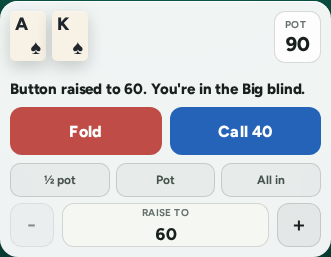 A K
POT
90
Button raised to 60. You're in the Big blind.
Fold Call 40
½ pot Pot All in
RAISE TO
- 60 +